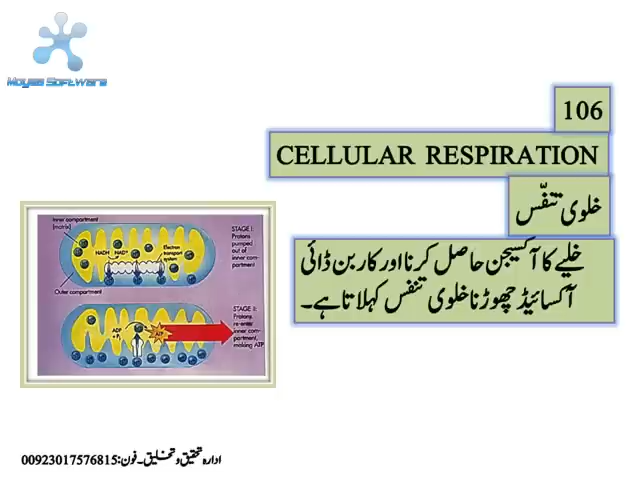 Moyas Software
106
CELLULAR RESPIRATION
خلوی تنفّس
خلیے کا آکسیجن حاصل کرنا اور کاربن ڈائی
آکسائیڈ چھوڑنا خلوی تنفس کہلاتا ہے۔
Inner compartment
(matrix)
NADH NAD⁺
Electron
transport
system
Outer compartment
STAGE I:
Protons
pumped
out of
inner com-
partment
ADP
+ Pᵢ
ATP
STAGE II:
Protons
re-enter
inner com-
partment,
making ATP
ادارہ تحقیق و تخلیق۔ فون: 00923017576815